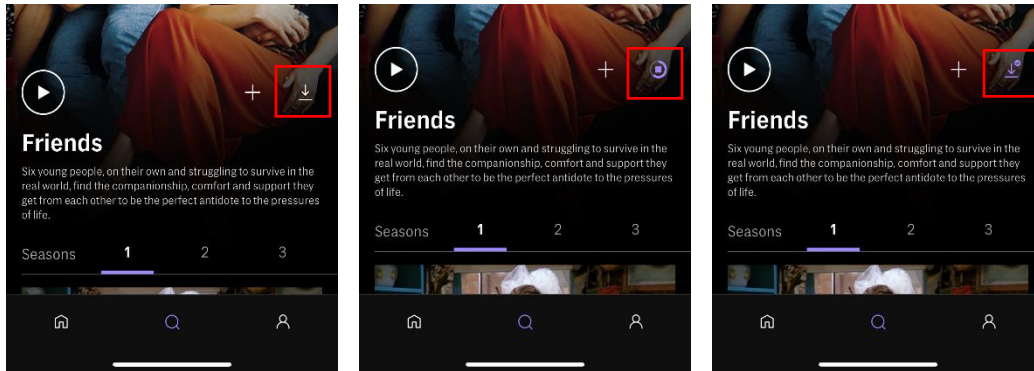 Friends
Six young people, on their own and struggling to survive in the
real world, find the companionship, comfort and support they
get from each other to be the perfect antidote to the pressures
of life.
Seasons 1 2 3
Friends
Six young people, on their own and struggling to survive in the
real world, find the companionship, comfort and support they
get from each other to be the perfect antidote to the pressures
of life.
Seasons 1 2 3
Friends
Six young people, on their own and struggling to survive in the
real world, find the companionship, comfort and support they
get from each other to be the perfect antidote to the pressures
of life.
Seasons 1 2 3